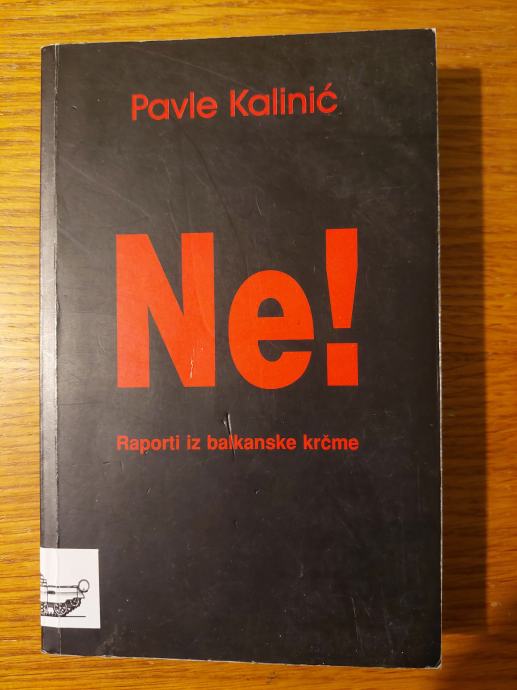 Pavle Kalinić
Ne!
Raporti iz balkanske krčme